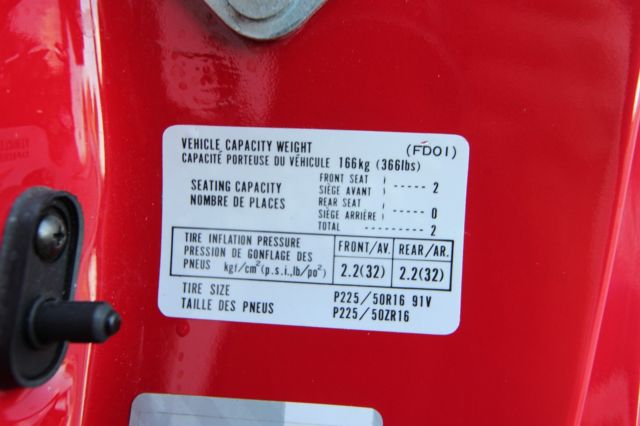 VEHICLE CAPACITY WEIGHT (FD01)
CAPACITÉ PORTEUSE DU VÉHICULE 166kg (366lbs)
SEATING CAPACITY
NOMBRE DE PLACES
FRONT SEAT
SIÈGE AVANT ----- 2
REAR SEAT
SIÈGE ARRIÈRE ----- 0
TOTAL --------- 2
TIRE INFLATION PRESSURE
PRESSION DE GONFLAGE DES
PNEUS kgf/cm²(p.s.i.,lb/po²)
FRONT/AV. REAR/AR.
2.2(32) 2.2(32)
TIRE SIZE P225/50R16 91V
TAILLE DES PNEUS P225/50ZR16